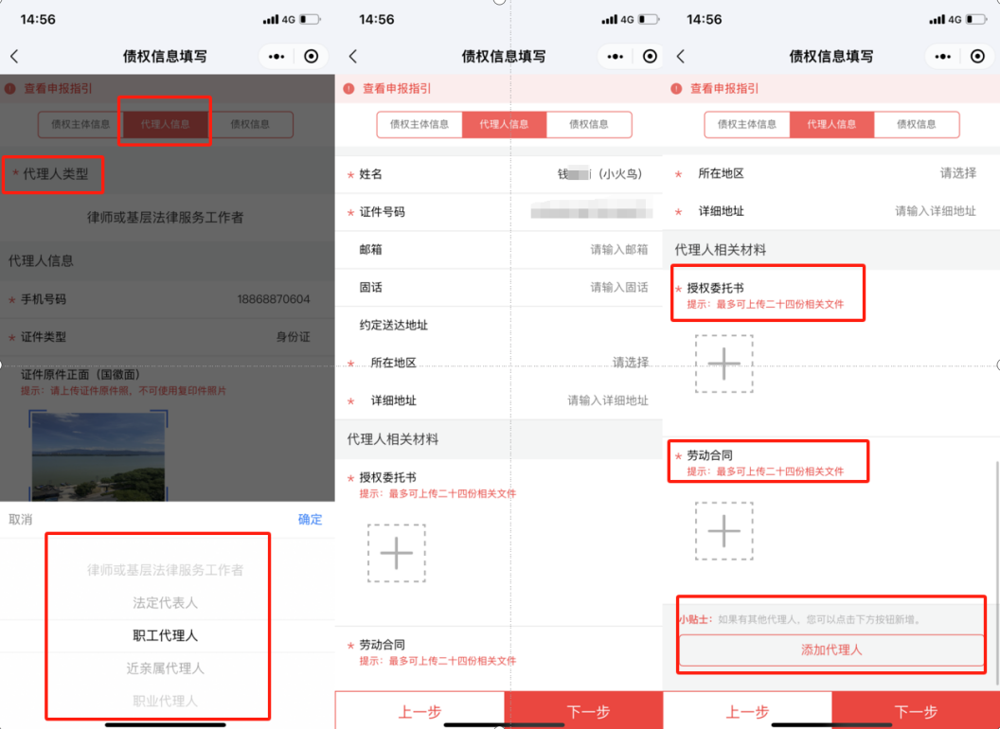 14:56
4G
债权信息填写
查看申报指引
债权主体信息
代理人信息
债权信息
* 代理人类型
律师或基层法律服务工作者
代理人信息
* 手机号码
18868870604
* 证件类型
身份证
证件原件正面（国徽面）
提示：请上传证件原件照，不可使用复印件照片
取消
确定
律师或基层法律服务工作者
法定代表人
职工代理人
近亲属代理人
职业代理人
14:56
4G
债权信息填写
查看申报指引
债权主体信息
代理人信息
债权信息
* 姓名
钱
（小火鸟）
* 证件号码
邮箱
请输入邮箱
固话
请输入固话
约定送达地址
* 所在地区
请选择
* 详细地址
请输入详细地址
代理人相关材料
* 授权委托书
提示：最多可上传二十四份相关文件
* 劳动合同
提示：最多可上传二十四份相关文件
上一步
下一步
14:56
4G
债权信息填写
查看申报指引
债权主体信息
代理人信息
债权信息
* 所在地区
请选择
* 详细地址
请输入详细地址
代理人相关材料
* 授权委托书
提示：最多可上传二十四份相关文件
* 劳动合同
提示：最多可上传二十四份相关文件
小贴士：如果有其他代理人，您可以点击下方按钮新增。
添加代理人
上一步
下一步